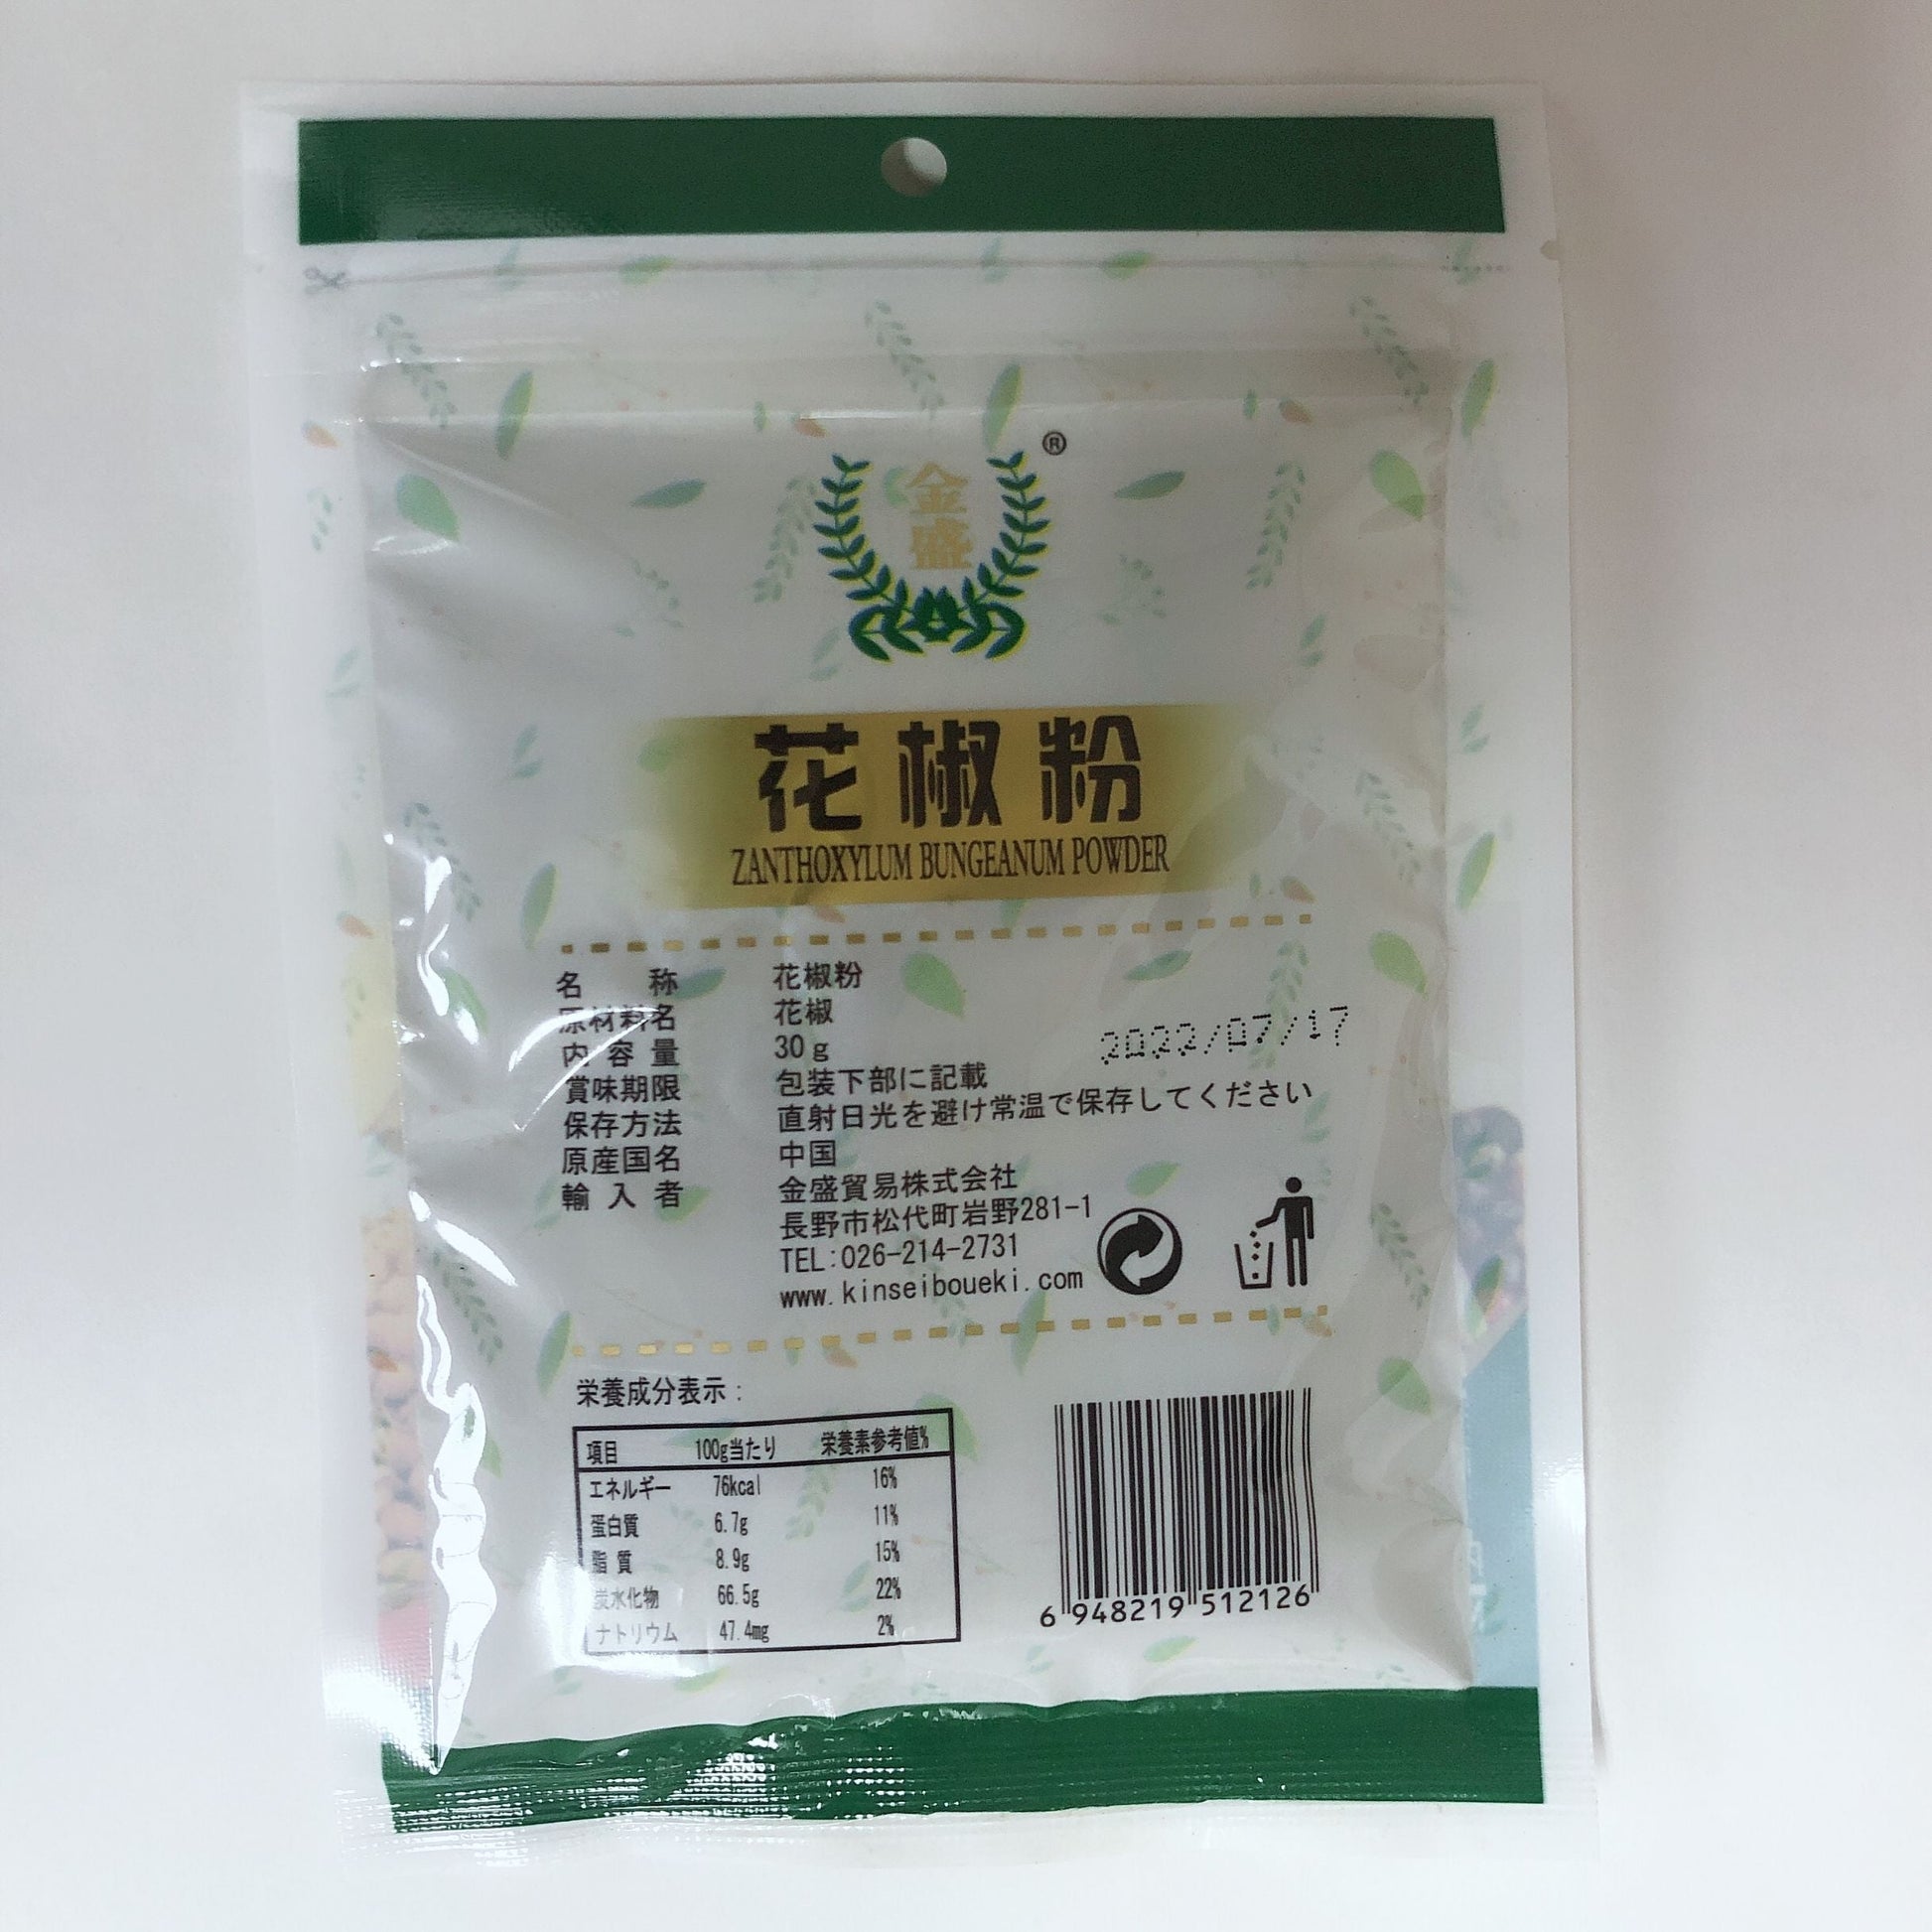 ®
金
盛
花椒粉
ZANTHOXYLUM BUNGEANUM POWDER
名 称 花椒粉
原材料名 花椒
内容量 30g
2022/07/17
賞味期限 包装下部に記載
保存方法 直射日光を避け常温で保存してください
原産国名 中国
輸入者 金盛貿易株式会社
長野市松代町岩野281-1
TEL:026-214-2731
www.kinseiboueki.com
栄養成分表示:
項目 100g当たり 栄養素参考値%
エネルギー 76kcal 16%
蛋白質 6.7g 11%
脂質 8.9g 15%
炭水化物 66.5g 22%
ナトリウム 47.4mg 2%
6 948219 512126